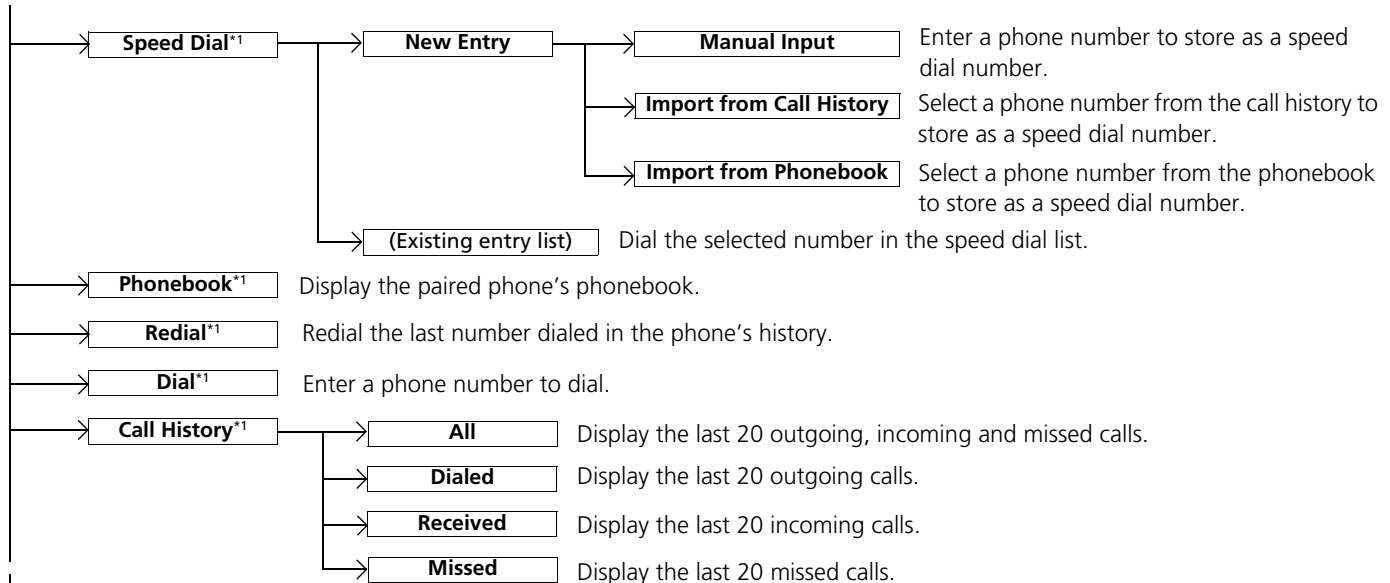 Speed Dial*1 New Entry Manual Input Enter a phone number to store as a speed
dial number.
Import from Call History Select a phone number from the call history to
store as a speed dial number.
Import from Phonebook Select a phone number from the phonebook
to store as a speed dial number.
(Existing entry list) Dial the selected number in the speed dial list.
Phonebook*1 Display the paired phone’s phonebook.
Redial*1 Redial the last number dialed in the phone’s history.
Dial*1 Enter a phone number to dial.
Call History*1 All Display the last 20 outgoing, incoming and missed calls.
Dialed Display the last 20 outgoing calls.
Received Display the last 20 incoming calls.
Missed Display the last 20 missed calls.